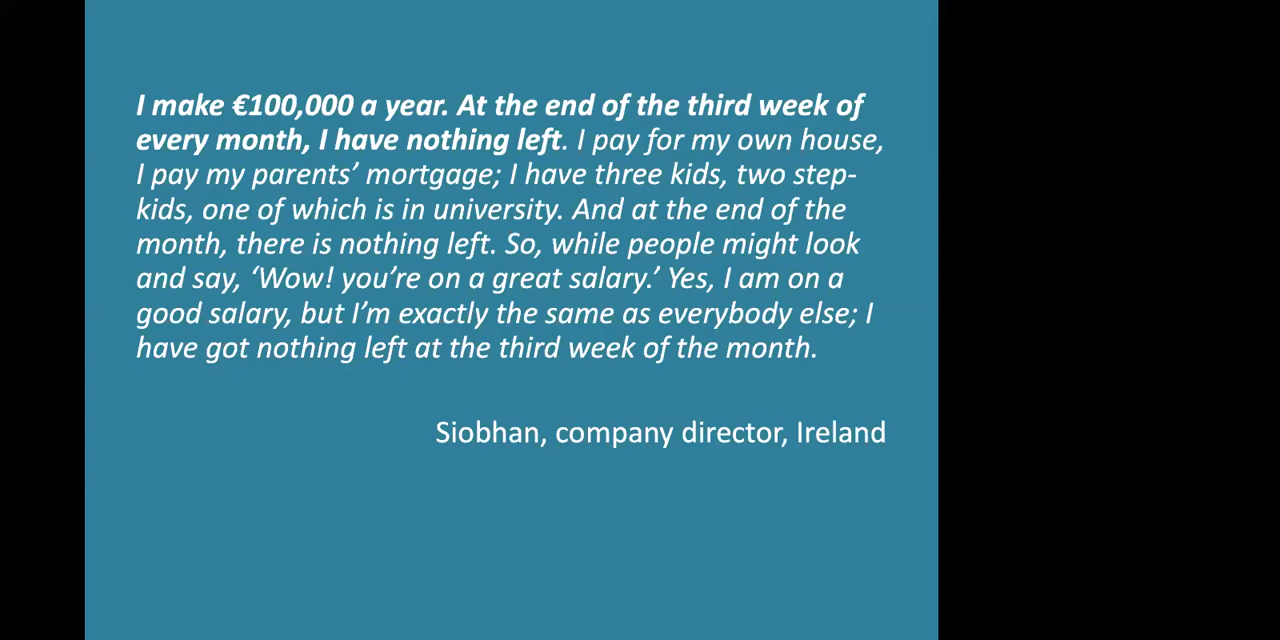 I make €100,000 a year. At the end of the third week of
every month, I have nothing left. I pay for my own house,
I pay my parents’ mortgage; I have three kids, two step-
kids, one of which is in university. And at the end of the
month, there is nothing left. So, while people might look
and say, ‘Wow! you’re on a great salary.’ Yes, I am on a
good salary, but I’m exactly the same as everybody else; I
have got nothing left at the third week of the month.
Siobhan, company director, Ireland